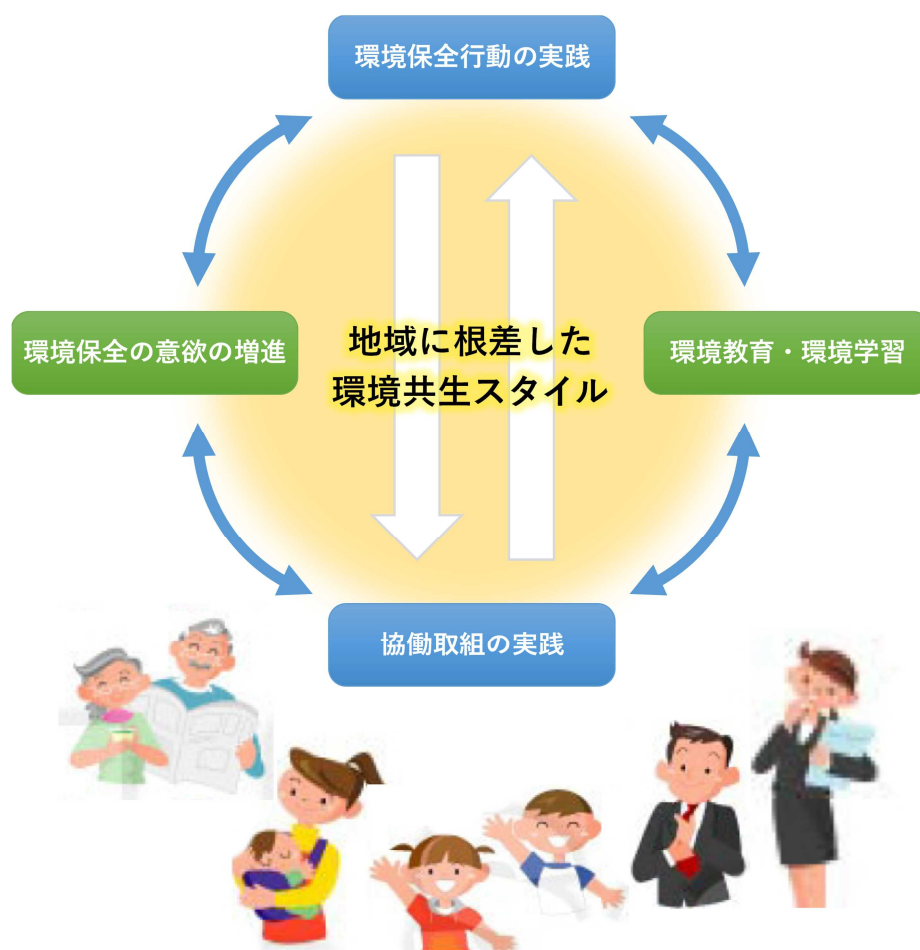 環境保全行動の実践
環境保全の意欲の増進
地域に根差した
環境共生スタイル
環境教育・環境学習
協働取組の実践